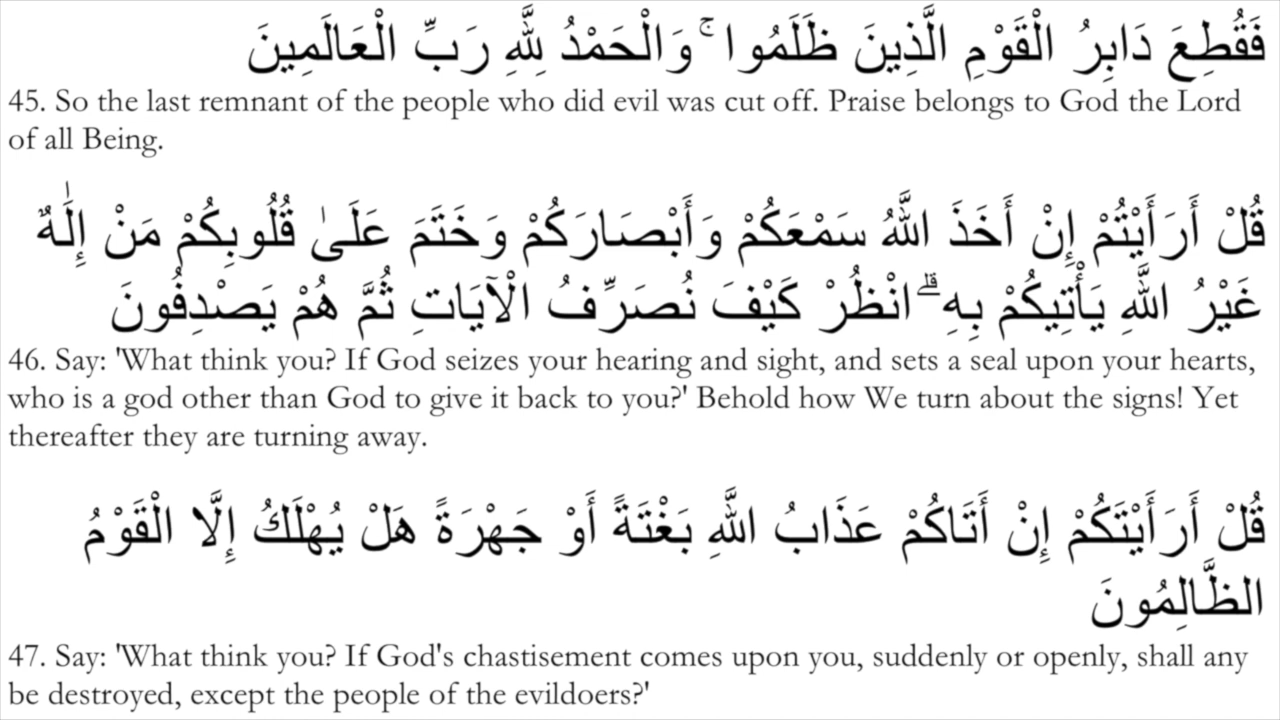 فَقُطِعَ دَابِرُ الْقَوْمِ الَّذِينَ ظَلَمُوا ۚ وَالْحَمْدُ لِلَّهِ رَبِّ الْعَالَمِينَ
45. So the last remnant of the people who did evil was cut off. Praise belongs to God the Lord
of all Being.
قُلْ أَرَأَيْتُمْ إِنْ أَخَذَ اللَّهُ سَمْعَكُمْ وَأَبْصَارَكُمْ وَخَتَمَ عَلَىٰ قُلُوبِكُمْ مَنْ إِلَٰهٌ
غَيْرُ اللَّهِ يَأْتِيكُمْ بِهِ ۗ انْظُرْ كَيْفَ نُصَرِّفُ الْآيَاتِ ثُمَّ هُمْ يَصْدِفُونَ
46. Say: 'What think you? If God seizes your hearing and sight, and sets a seal upon your hearts,
who is a god other than God to give it back to you?' Behold how We turn about the signs! Yet
thereafter they are turning away.
قُلْ أَرَأَيْتَكُمْ إِنْ أَتَاكُمْ عَذَابُ اللَّهِ بَغْتَةً أَوْ جَهْرَةً هَلْ يُهْلَكُ إِلَّا الْقَوْمُ
الظَّالِمُونَ
47. Say: 'What think you? If God's chastisement comes upon you, suddenly or openly, shall any
be destroyed, except the people of the evildoers?'